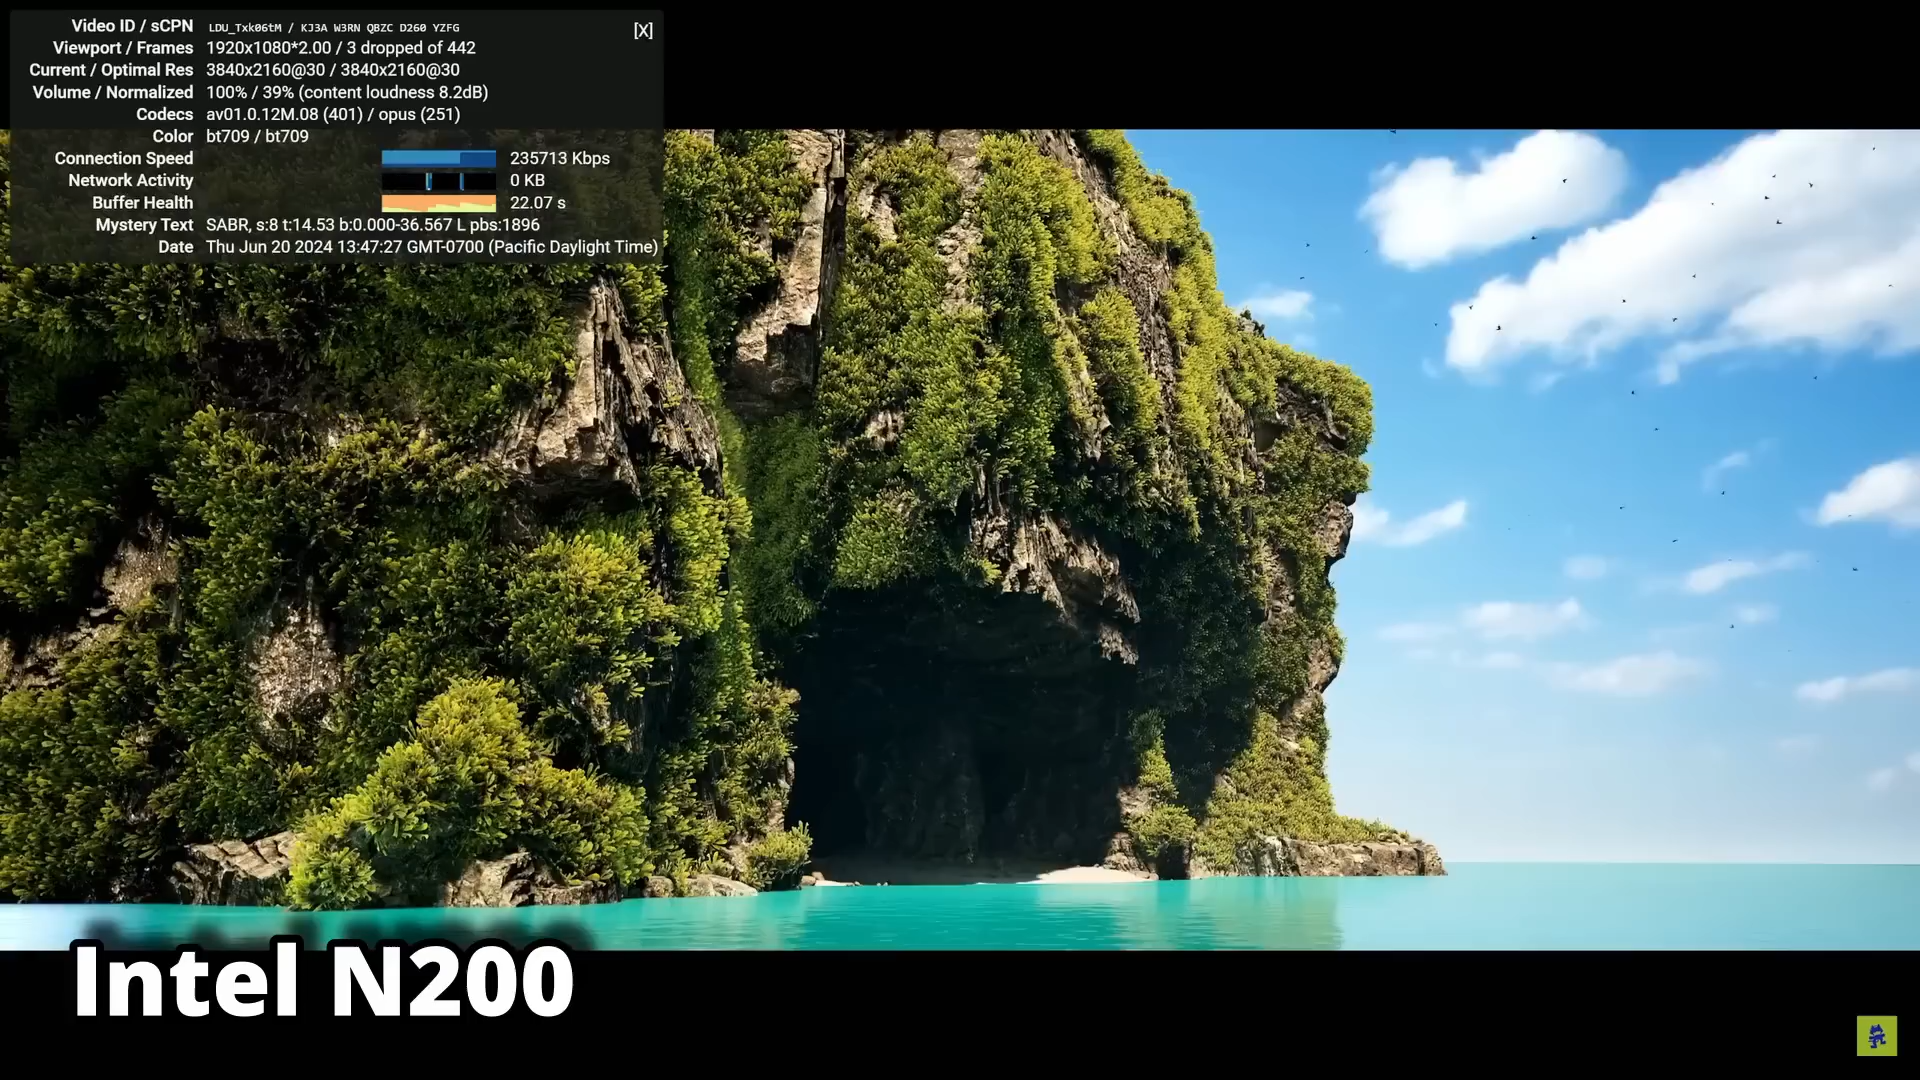 Video ID / sCPN LDU_Txk06tM / KJ3A W3RN QBZC D260 YZFG [X]
Viewport / Frames 1920x1080*2.00 / 3 dropped of 442
Current / Optimal Res 3840x2160@30 / 3840x2160@30
Volume / Normalized 100% / 39% (content loudness 8.2dB)
Codecs av01.0.12M.08 (401) / opus (251)
Color bt709 / bt709
Connection Speed 235713 Kbps
Network Activity 0 KB
Buffer Health 22.07 s
Mystery Text SABR, s:8 t:14.53 b:0.000-36.567 L pbs:1896
Date Thu Jun 20 2024 13:47:27 GMT-0700 (Pacific Daylight Time)
Intel N200